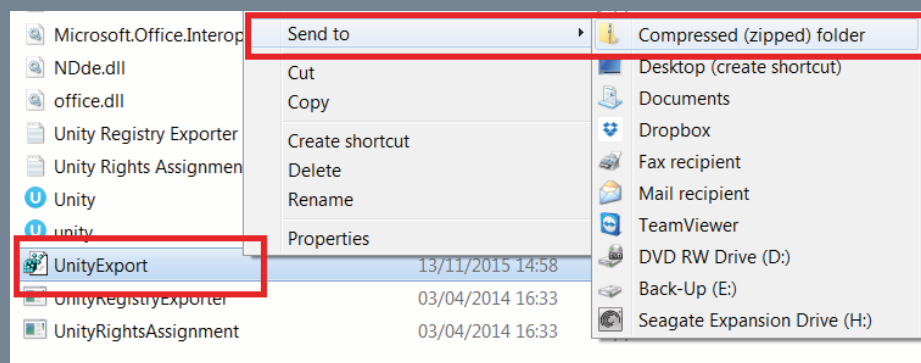 Microsoft.Office.Interop
NDde.dll
office.dll
Unity Registry Exporter
Unity Rights Assignmen
Unity
unity
UnityExport 13/11/2015 14:58
UnityRegistryExporter 03/04/2014 16:33
UnityRightsAssignment 03/04/2014 16:33
Send to
Cut
Copy
Create shortcut
Delete
Rename
Properties
Compressed (zipped) folder
Desktop (create shortcut)
Documents
Dropbox
Fax recipient
Mail recipient
TeamViewer
DVD RW Drive (D:)
Back-Up (E:)
Seagate Expansion Drive (H:)